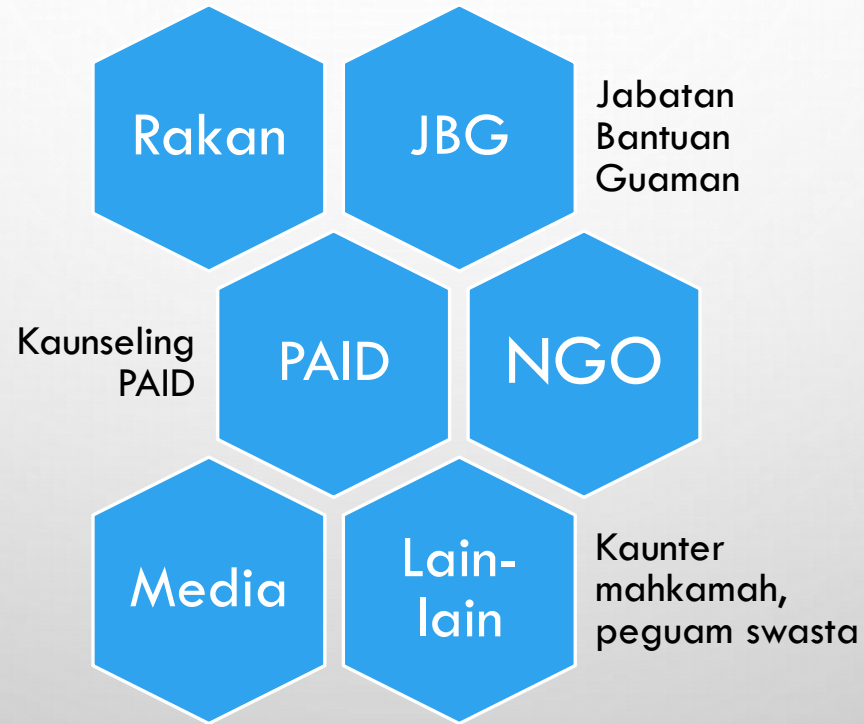 Rakan
JBG
Jabatan
Bantuan
Guaman
Kaunseling
PAID
PAID
NGO
Media
Lain-
lain
Kaunter
mahkamah,
peguam swasta